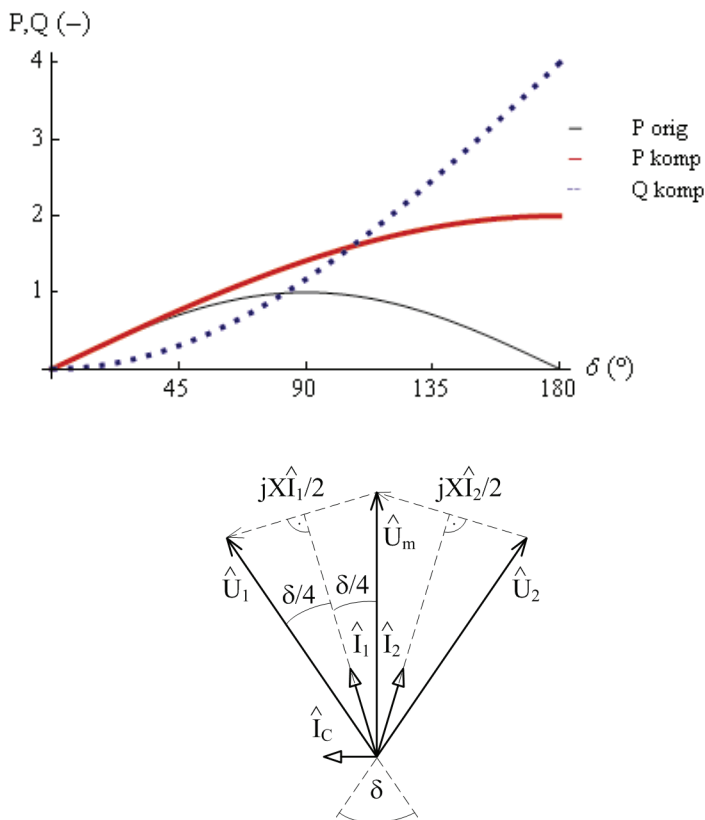 P,Q (–)
4
3
2
1
45
90
135
180
δ (º)
P orig
P komp
Q komp
jXÎ₁/2
jXÎ₂/2
Û₁
δ/4
δ/4
Ûₘ
Û₂
Î₁
Î₂
Î_C
δ